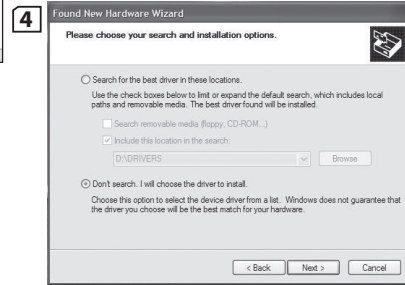 4
Found New Hardware Wizard
Please choose your search and installation options.
Search for the best driver in these locations.
Use the check boxes below to limit or expand the default search, which includes local
paths and removable media. The best driver found will be installed.
Search removable media (floppy, CD-ROM...)
Include this location in the search:
D:\DRIVERS
Browse
Don't search. I will choose the driver to install.
Choose this option to select the device driver from a list. Windows does not guarantee that
the driver you choose will be the best match for your hardware.
< Back Next > Cancel